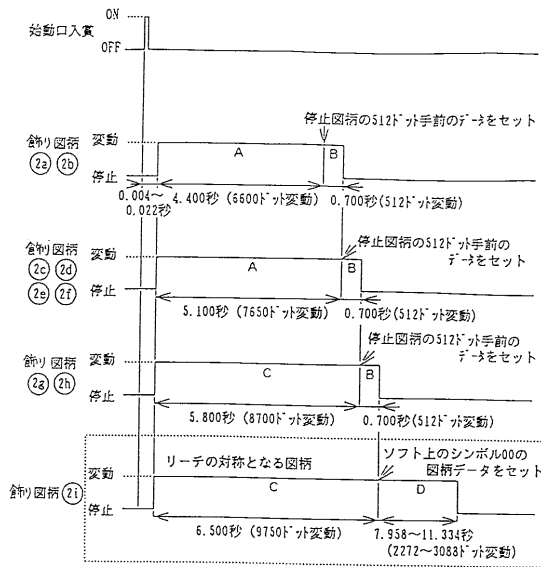 ON
始動口入賞
OFF
停止図柄の512ドット手前のデータをセット
飾り図柄 変動
2a 2b
A
B
停止
0.004〜
0.022秒
4.400秒 (6600ドット変動)
0.700秒(512ドット変動)
飾り図柄 変動
2c 2d
2e 2f
停止図柄の512ドット手前の
データをセット
A
B
停止
5.100秒 (7650ドット変動)
0.700秒(512ドット変動)
停止図柄の512ドット手前の
データをセット
飾り図柄 変動
2g 2h
C
B
停止
5.800秒 (8700ドット変動)
0.700秒(512ドット変動)
リーチの対称となる図柄
ソフト上のシンボル00の
図柄データをセット
変動
飾り図柄 2i
C
D
停止
6.500秒 (9750ドット変動)
7.958〜11.334秒
(2272〜3088ドット変動)